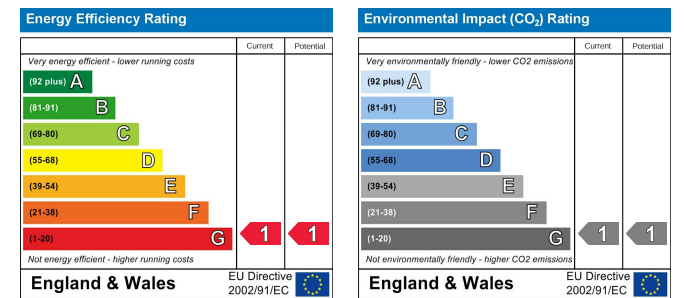 Energy Efficiency Rating
Current Potential
Very energy efficient - lower running costs
(92 plus) A
(81-91) B
(69-80) C
(55-68) D
(39-54) E
(21-38) F
(1-20) G 1 1
Not energy efficient - higher running costs
England & Wales
EU Directive
2002/91/EC
Environmental Impact (CO₂) Rating
Current Potential
Very environmentally friendly - lower CO2 emissions
(92 plus) A
(81-91) B
(69-80) C
(55-68) D
(39-54) E
(21-38) F
(1-20) G 1 1
Not environmentally friendly - higher CO2 emissions
England & Wales
EU Directive
2002/91/EC